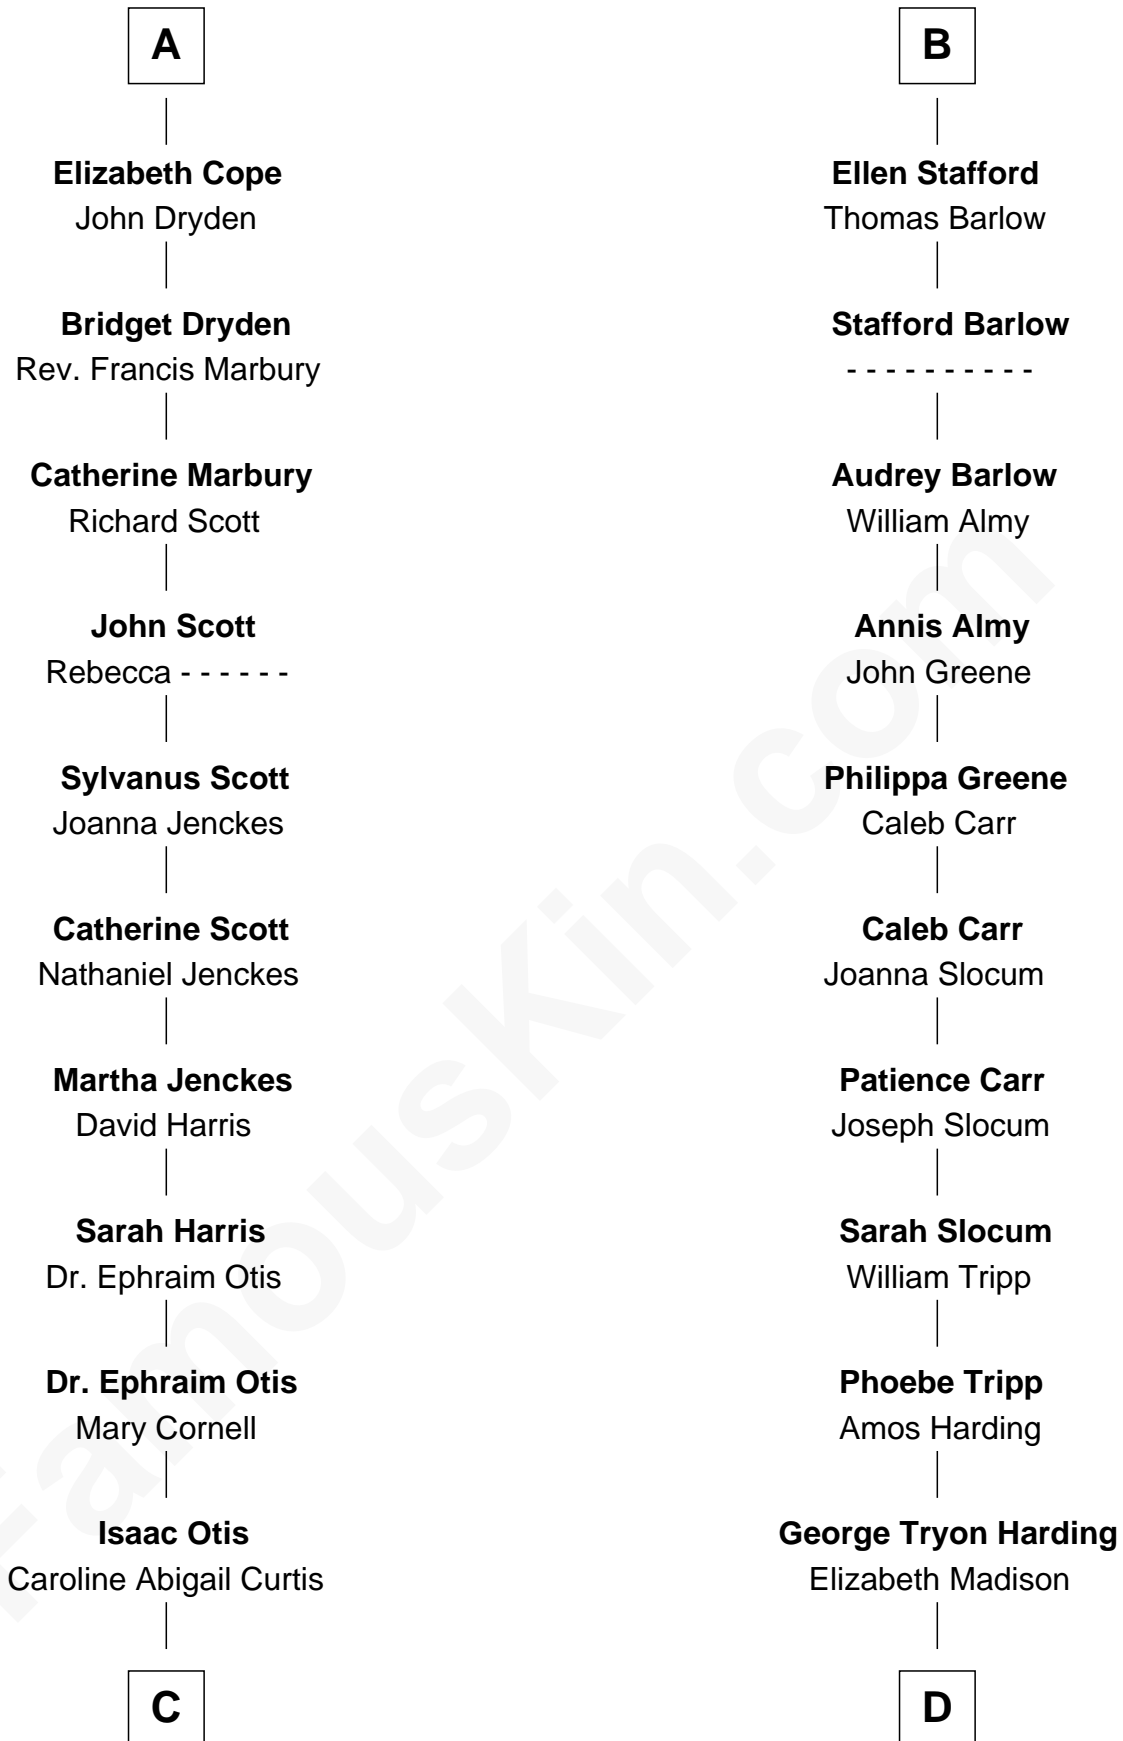 A
Elizabeth Cope
John Dryden
Bridget Dryden
Rev. Francis Marbury
Catherine Marbury
Richard Scott
John Scott
Rebecca - - - - - -
Sylvanus Scott
Joanna Jenckes
Catherine Scott
Nathaniel Jenckes
Martha Jenckes
David Harris
Sarah Harris
Dr. Ephraim Otis
Dr. Ephraim Otis
Mary Cornell
Isaac Otis
Caroline Abigail Curtis
C
B
Ellen Stafford
Thomas Barlow
Stafford Barlow
- - - - - - - - - -
Audrey Barlow
William Almy
Annis Almy
John Greene
Philippa Greene
Caleb Carr
Caleb Carr
Joanna Slocum
Patience Carr
Joseph Slocum
Sarah Slocum
William Tripp
Phoebe Tripp
Amos Harding
George Tryon Harding
Elizabeth Madison
D
FamousKin.com